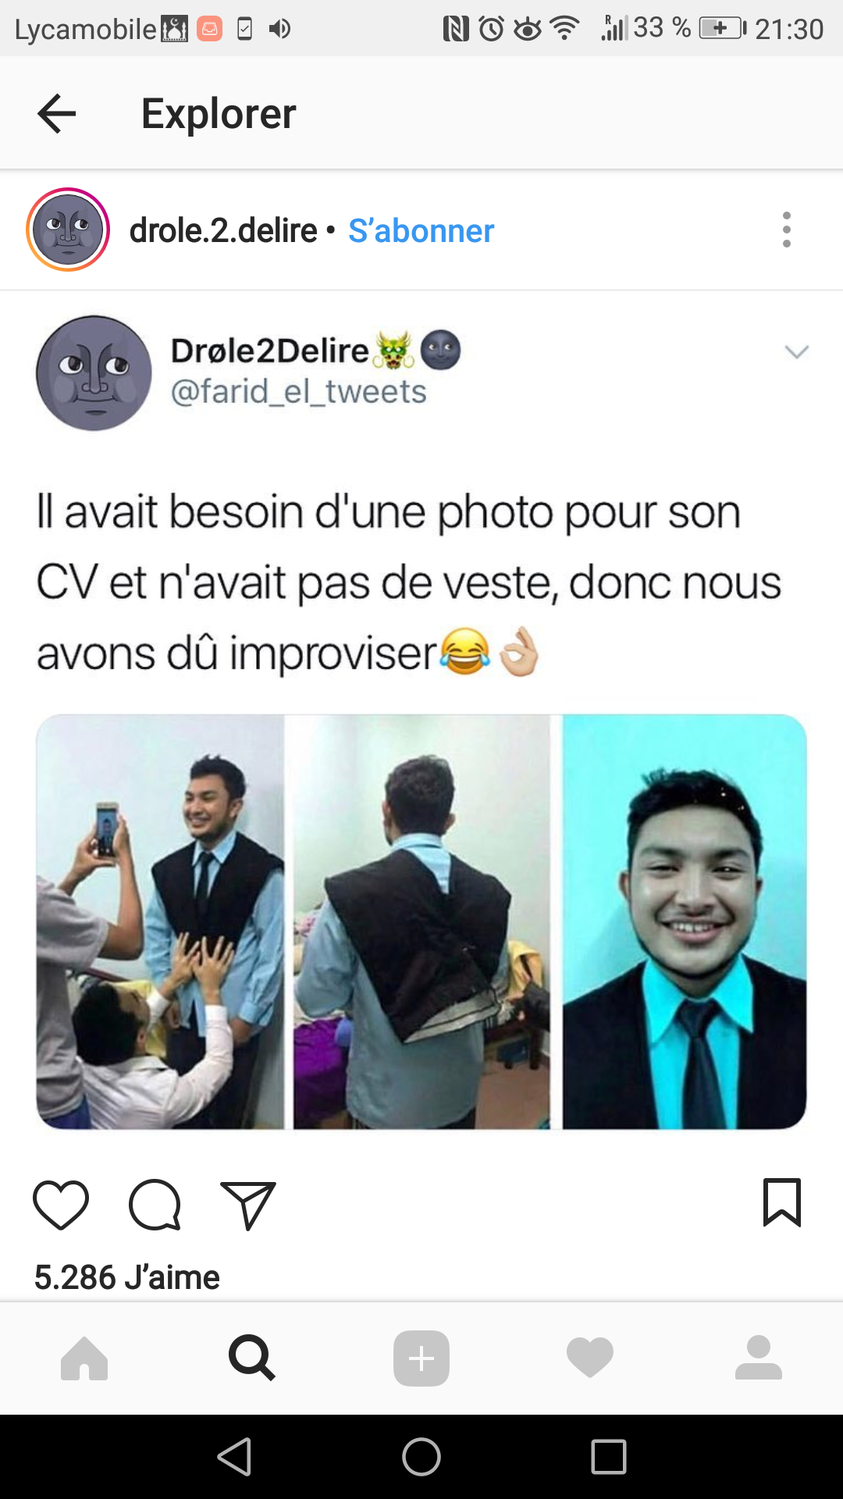 Lycamobile 33 % 21:30
Explorer
drole.2.delire • S’abonner
Drøle2Delire
@farid_el_tweets
Il avait besoin d'une photo pour son
CV et n'avait pas de veste, donc nous
avons dû improviser😂👌🏼
5.286 J’aime